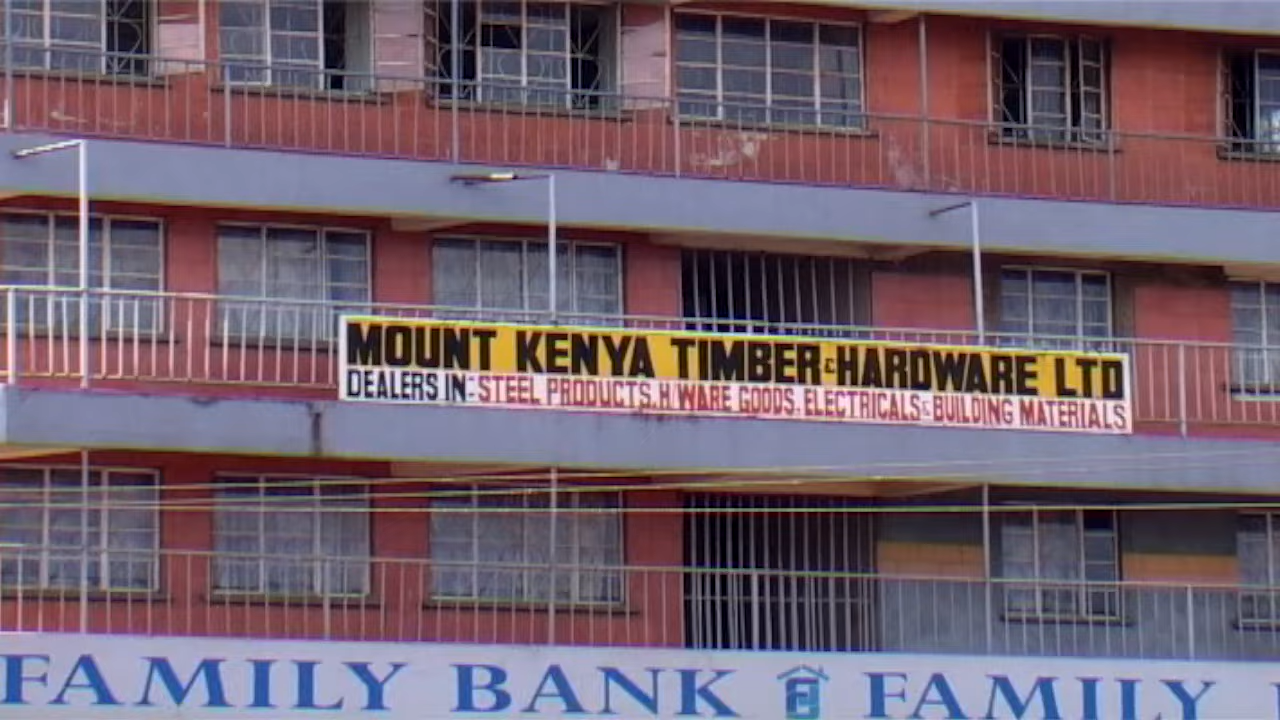 MOUNT KENYA TIMBER & HARDWARE LTD
DEALERS IN:- STEEL PRODUCTS, H/WARE GOODS, ELECTRICALS & BUILDING MATERIALS
FAMILY BANK FAMILY